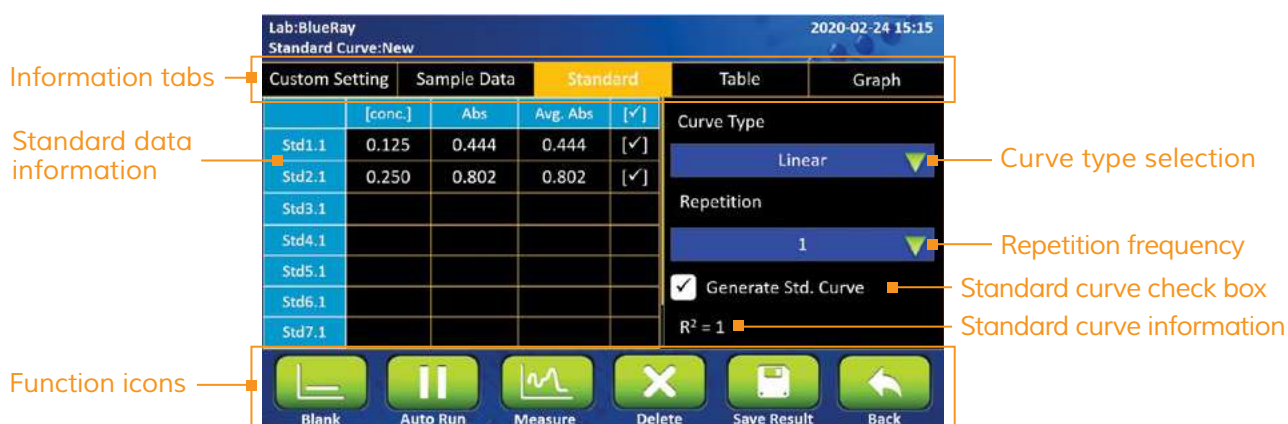 Lab:BlueRay 2020-02-24 15:15
Standard Curve:New
Information tabs
Custom Setting Sample Data Standard Table Graph
Standard data
information
[conc.] Abs Avg. Abs [✓]
Std1.1 0.125 0.444 0.444 [✓]
Std2.1 0.250 0.802 0.802 [✓]
Std3.1
Std4.1
Std5.1
Std6.1
Std7.1
Curve Type
Linear
Curve type selection
Repetition
1
Repetition frequency
Generate Std. Curve
Standard curve check box
R² = 1
Standard curve information
Function icons
Blank Auto Run Measure Delete Save Result Back